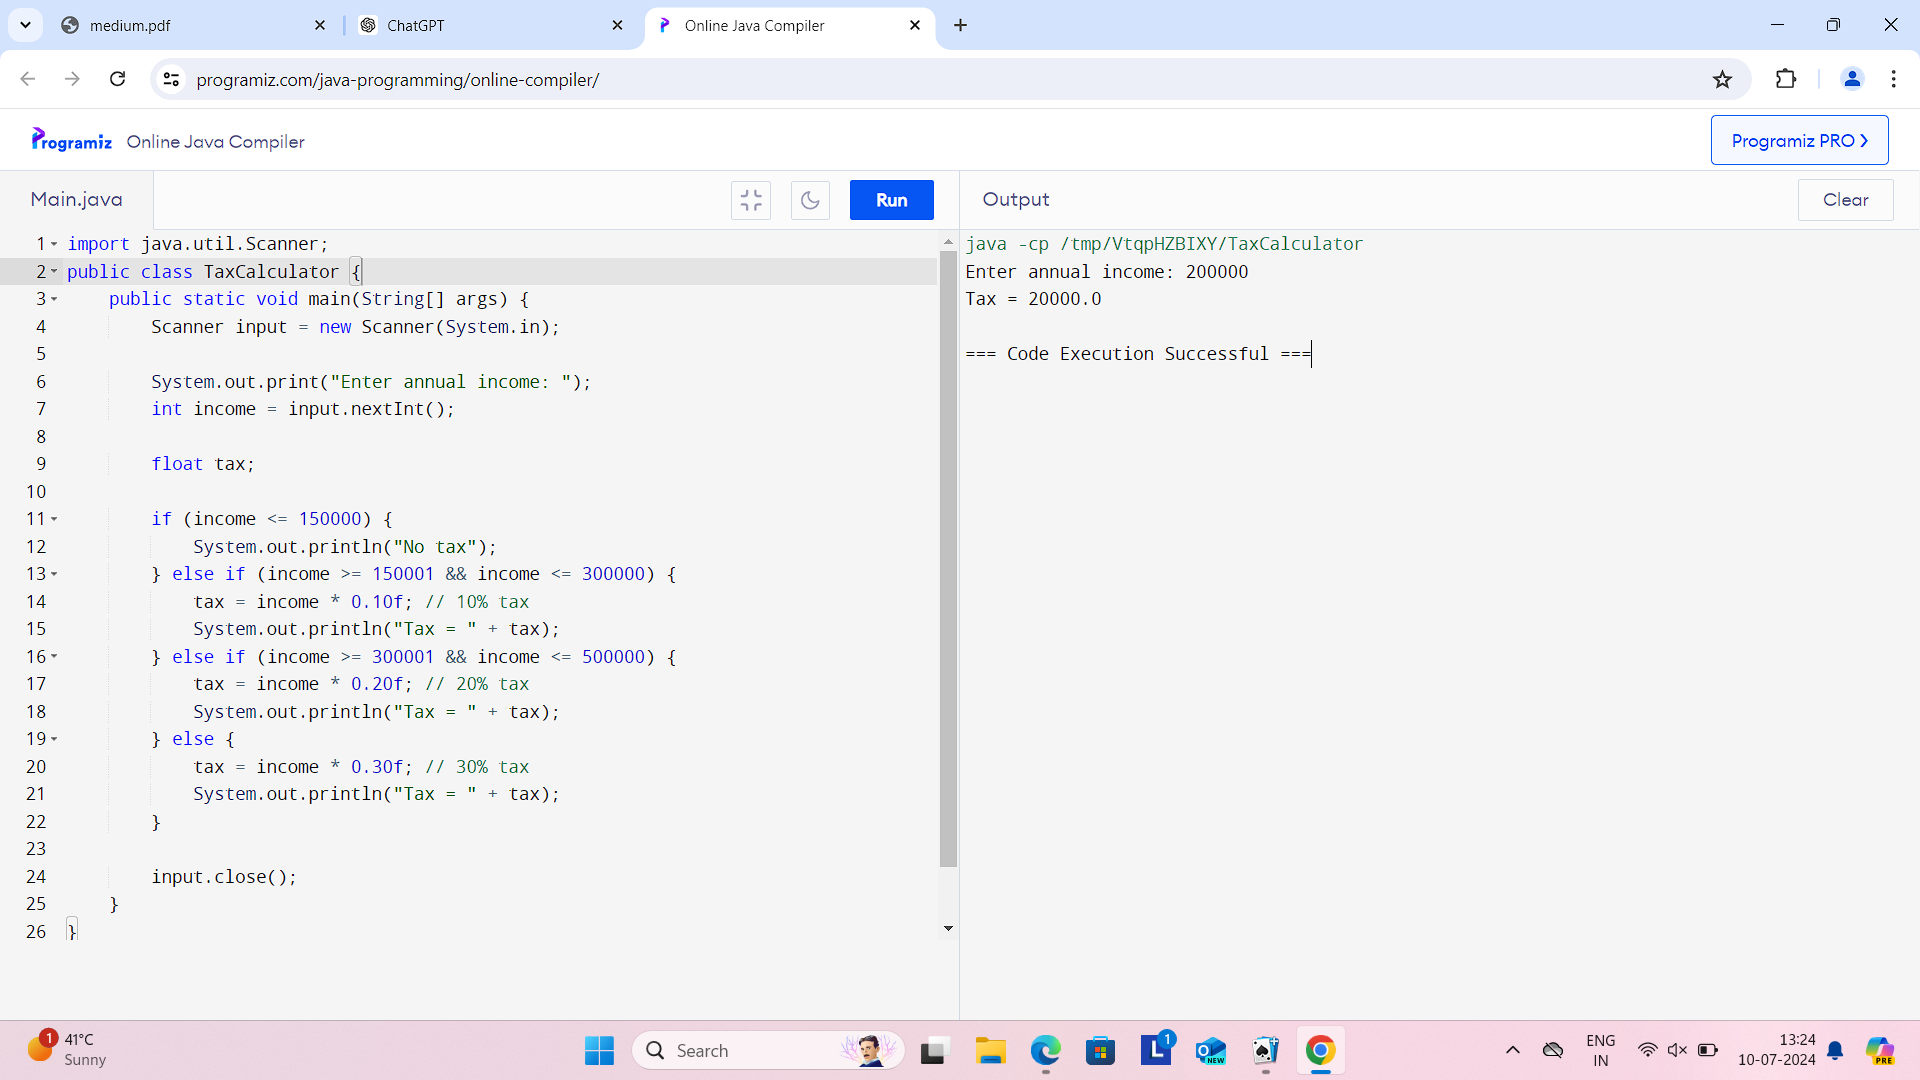 medium.pdf
ChatGPT
Online Java Compiler
programiz.com/java-programming/online-compiler/
Programiz Online Java Compiler
Programiz PRO
Main.java
Run
Output
Clear
1 import java.util.Scanner;
2 public class TaxCalculator {
3 public static void main(String[] args) {
4 Scanner input = new Scanner(System.in);
5
6 System.out.print("Enter annual income: ");
7 int income = input.nextInt();
8
9 float tax;
10
11 if (income <= 150000) {
12 System.out.println("No tax");
13 } else if (income >= 150001 && income <= 300000) {
14 tax = income * 0.10f; // 10% tax
15 System.out.println("Tax = " + tax);
16 } else if (income >= 300001 && income <= 500000) {
17 tax = income * 0.20f; // 20% tax
18 System.out.println("Tax = " + tax);
19 } else {
20 tax = income * 0.30f; // 30% tax
21 System.out.println("Tax = " + tax);
22 }
23
24 input.close();
25 }
26 }
java -cp /tmp/VtqpHZBIXY/TaxCalculator
Enter annual income: 200000
Tax = 20000.0
=== Code Execution Successful ===
1
41°C
Sunny
Search
L
1
NEW
ENG
IN
13:24
10-07-2024
PRE